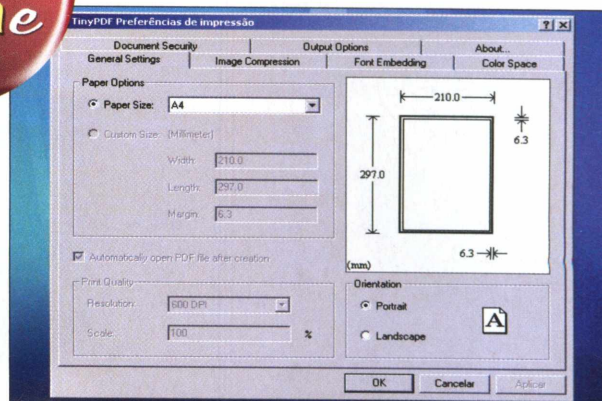 e
TinyPDF Preferências de impressão
Document Security Output Options About...
General Settings Image Compression Font Embedding Color Space
Paper Options
Paper Size: A4
Custom Size: (Millimeter)
Width: 210.0
Length: 297.0
Margin: 6.3
Automatically open PDF file after creation
Print Quality
Resolution: 600 DPI
Scale: 100 %
210.0
6.3
297.0
6.3
(mm)
Orientation
Portrait
Landscape
A
OK Cancelar Aplicar